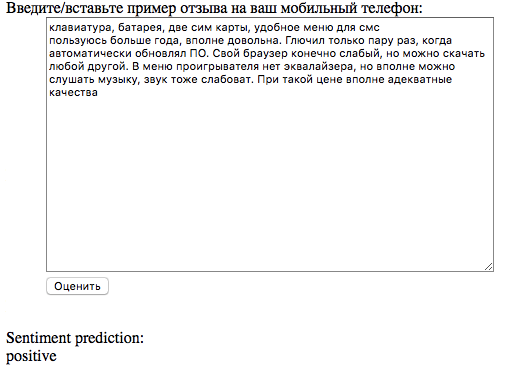 Введите/вставьте пример отзыва на ваш мобильный телефон:
клавиатура, батарея, две сим карты, удобное меню для смс
пользуюсь больше года, вполне довольна. Глючил только пару раз, когда
автоматически обновлял ПО. Свой браузер конечно слабый, но можно скачать
любой другой. В меню проигрывателя нет эквалайзера, но вполне можно
слушать музыку, звук тоже слабоват. При такой цене вполне адекватные
качества
Оценить
Sentiment prediction:
positive